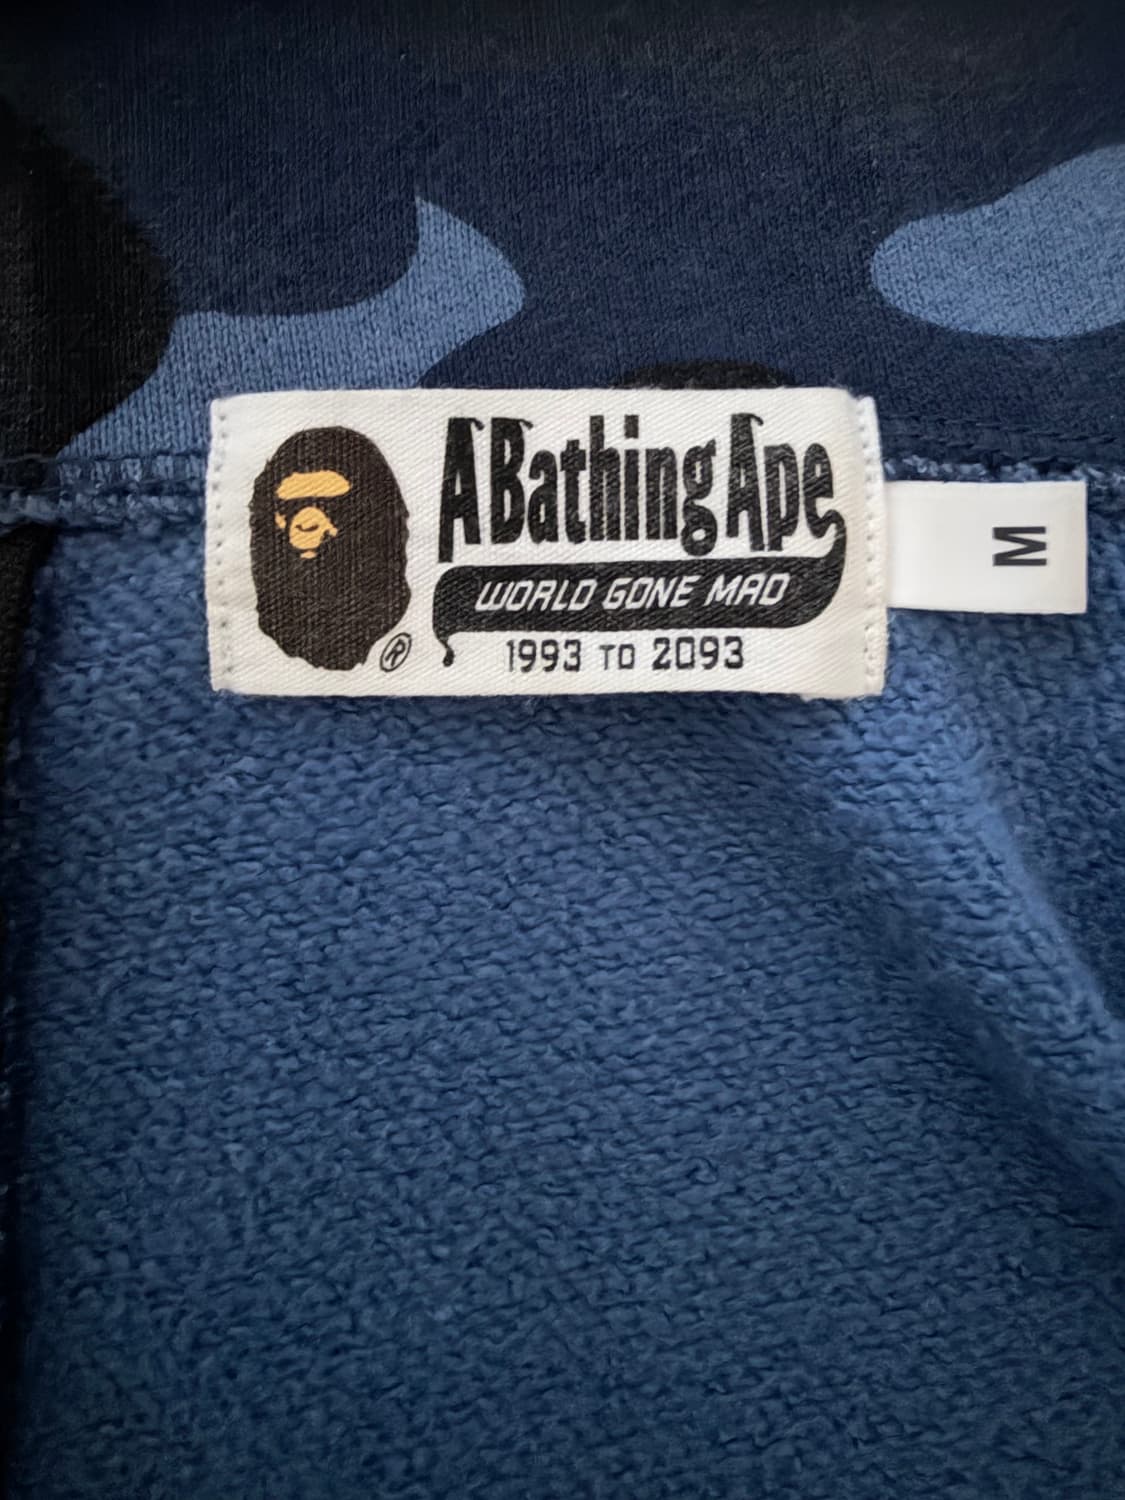 A Bathing Ape
WORLD GONE MAD
1993 TO 2093
®
M